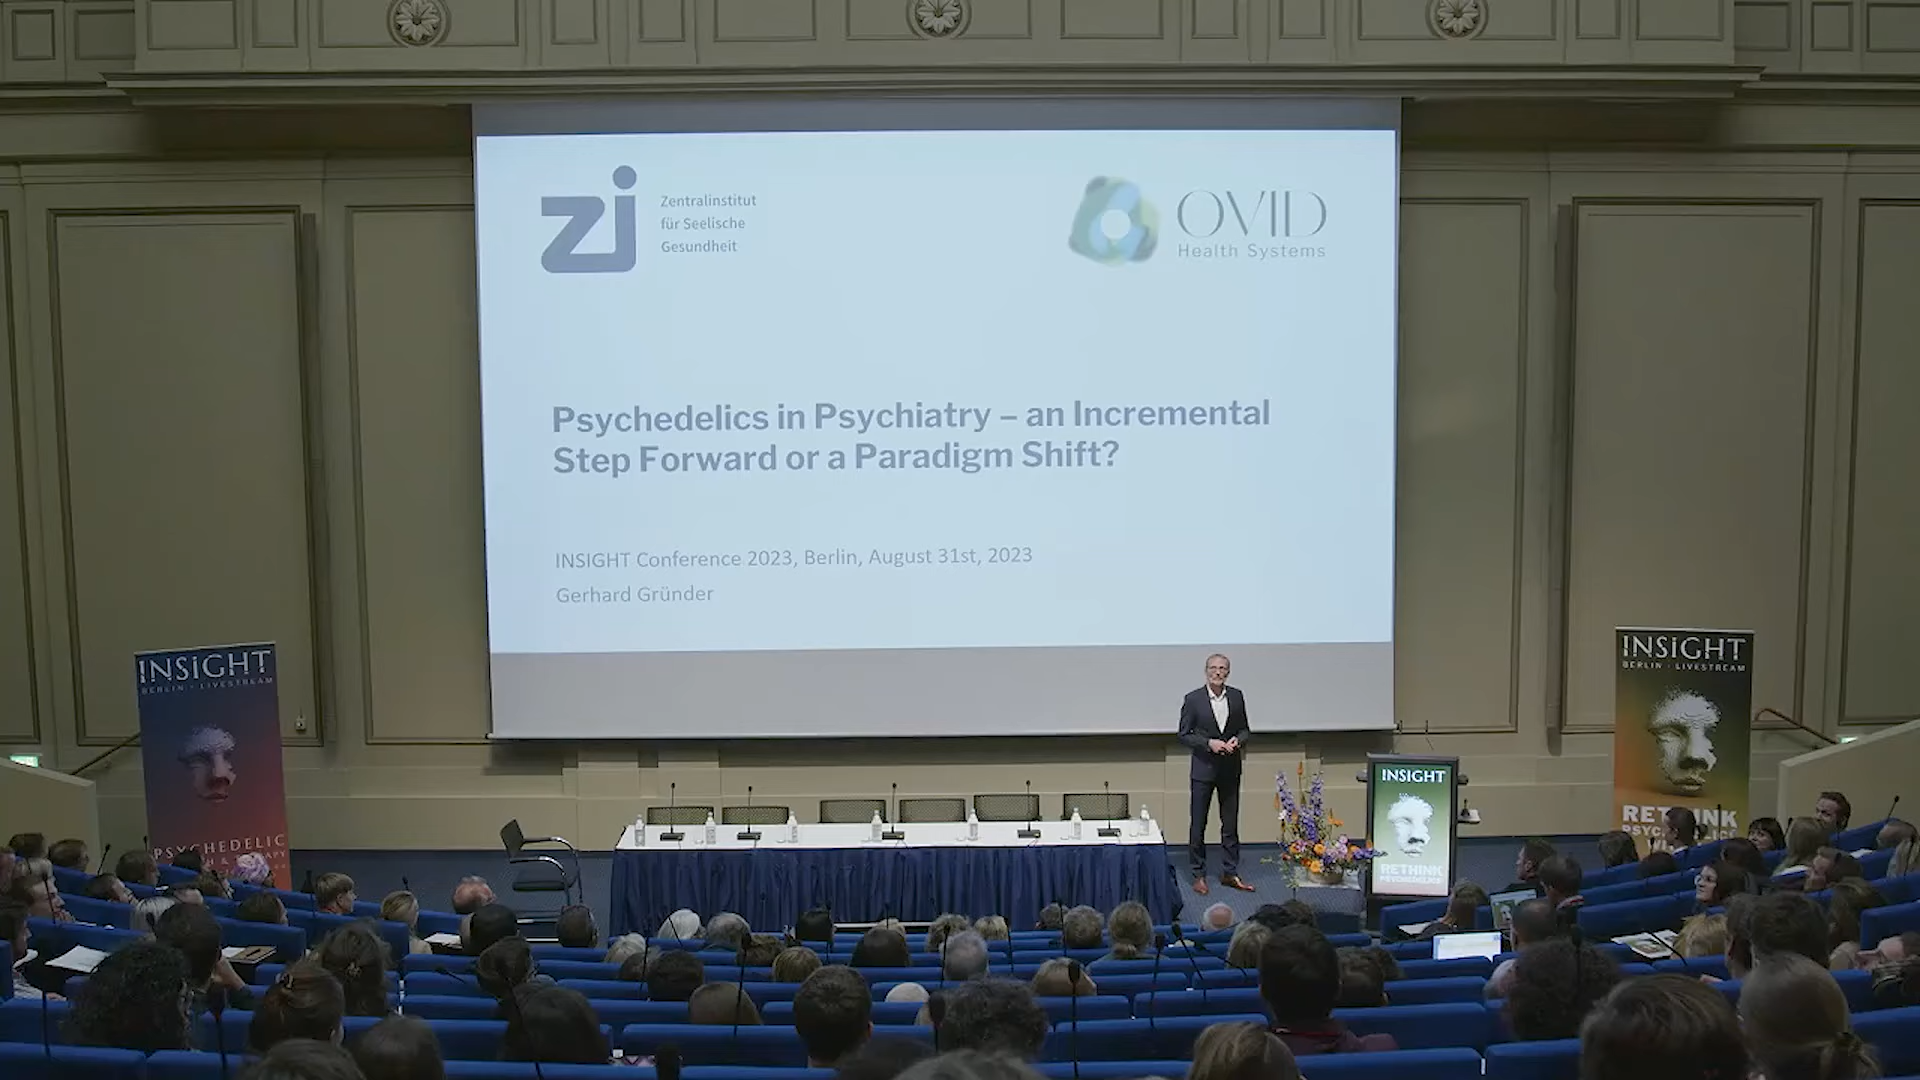 zi
Zentralinstitut
für Seelische
Gesundheit
OVID
Health Systems
Psychedelics in Psychiatry – an Incremental
Step Forward or a Paradigm Shift?
INSIGHT Conference 2023, Berlin, August 31st, 2023
Gerhard Gründer
INSiGHT
BERLIN · LIVESTREAM
PSYCHEDELIC
INSIGHT
RETHINK
PSYCHEDELICS
INSiGHT
BERLIN · LIVESTREAM
RETHINK